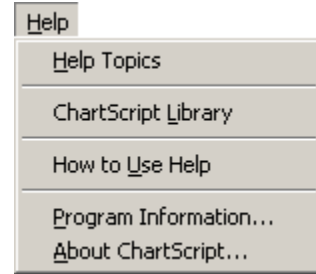 Help
Help Topics
ChartScript Library
How to Use Help
Program Information...
About ChartScript...